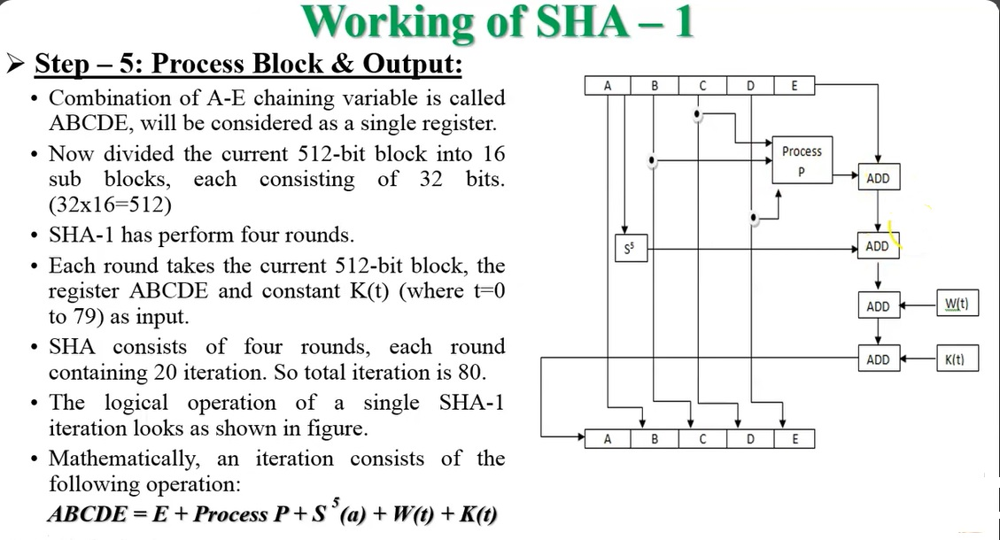 Working of SHA – 1
➤ Step – 5: Process Block & Output:
• Combination of A-E chaining variable is called
ABCDE, will be considered as a single register.
• Now divided the current 512-bit block into 16
sub blocks, each consisting of 32 bits.
(32x16=512)
• SHA-1 has perform four rounds.
• Each round takes the current 512-bit block, the
register ABCDE and constant K(t) (where t=0
to 79) as input.
• SHA consists of four rounds, each round
containing 20 iteration. So total iteration is 80.
• The logical operation of a single SHA-1
iteration looks as shown in figure.
• Mathematically, an iteration consists of the
following operation:
ABCDE = E + Process P + S⁵(a) + W(t) + K(t)
A B C D E
Process
P
ADD
S⁵
ADD
ADD
W(t)
ADD
K(t)
A B C D E